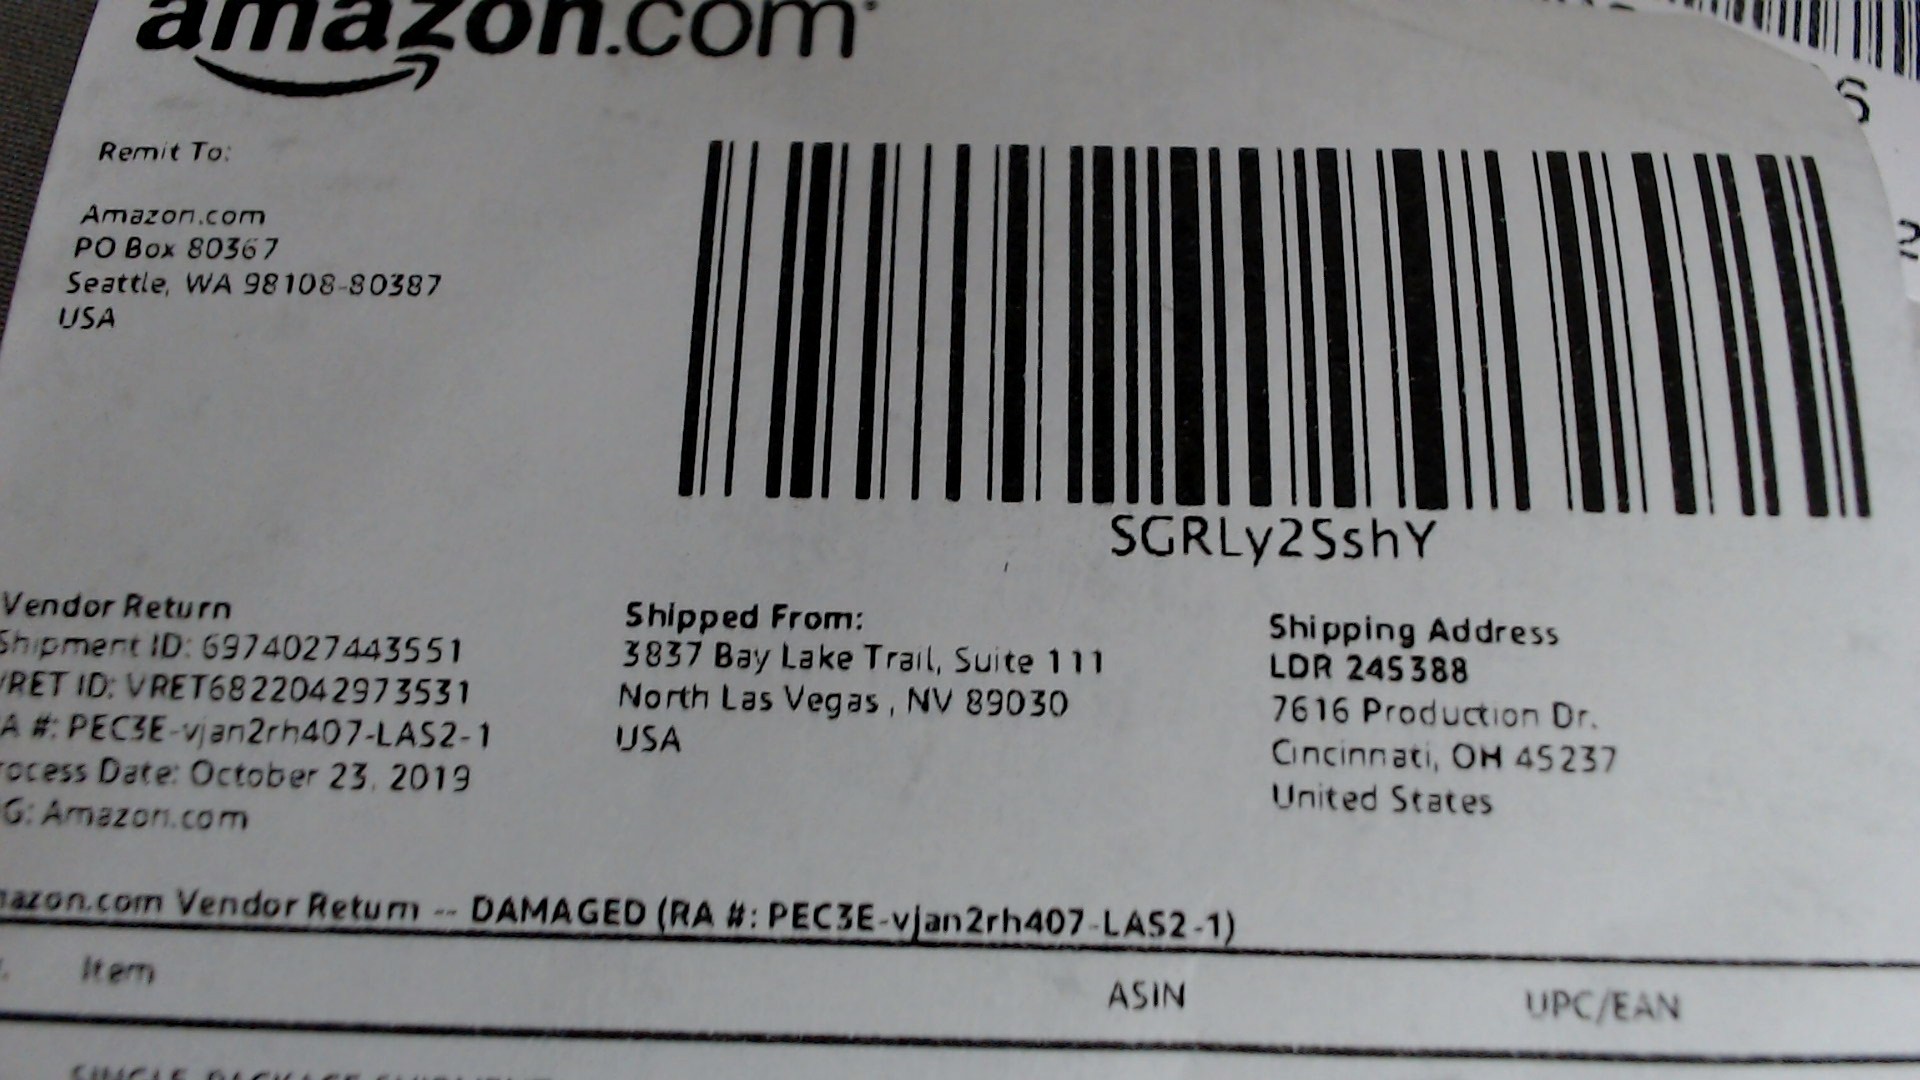 amazon.com
Remit To:
Amazon.com
PO Box 80367
Seattle, WA 98108-80387
USA
SGRLy2SshY
Vendor Return
Shipment ID: 6974027443551
VRET ID: VRET6822042973531
A #: PEC3E-vjan2rh407-LAS2-1
rocess Date: October 23, 2019
G: Amazon.com
Shipped From:
3837 Bay Lake Trail, Suite 111
North Las Vegas , NV 89030
USA
Shipping Address
LDR 245388
7616 Production Dr.
Cincinnati, OH 45237
United States
mazon.com Vendor Return -- DAMAGED (RA #: PEC3E-vjan2rh407-LAS2-1)
Item
ASIN
UPC/EAN